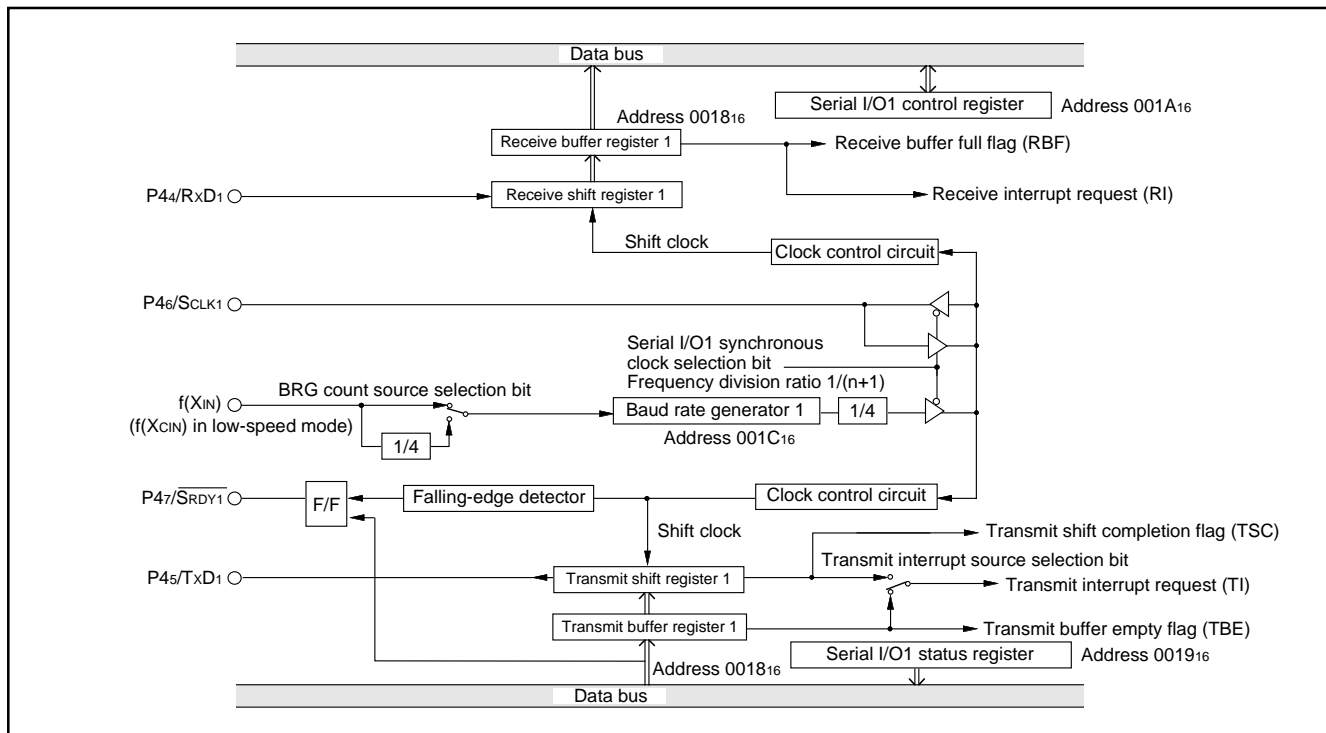 Data bus
Serial I/O1 control register
Address 001A16
Address 001816
Receive buffer register 1
Receive buffer full flag (RBF)
P44/RXD1
Receive shift register 1
Receive interrupt request (RI)
Shift clock
Clock control circuit
P46/SCLK1
Serial I/O1 synchronous
clock selection bit
Frequency division ratio 1/(n+1)
BRG count source selection bit
f(XIN)
(f(XCIN) in low-speed mode)
Baud rate generator 1
1/4
1/4
Address 001C16
P47/SRDY1
F/F
Falling-edge detector
Clock control circuit
Shift clock
Transmit shift completion flag (TSC)
Transmit interrupt source selection bit
P45/TXD1
Transmit shift register 1
Transmit interrupt request (TI)
Transmit buffer register 1
Transmit buffer empty flag (TBE)
Address 001816
Serial I/O1 status register
Address 001916
Data bus